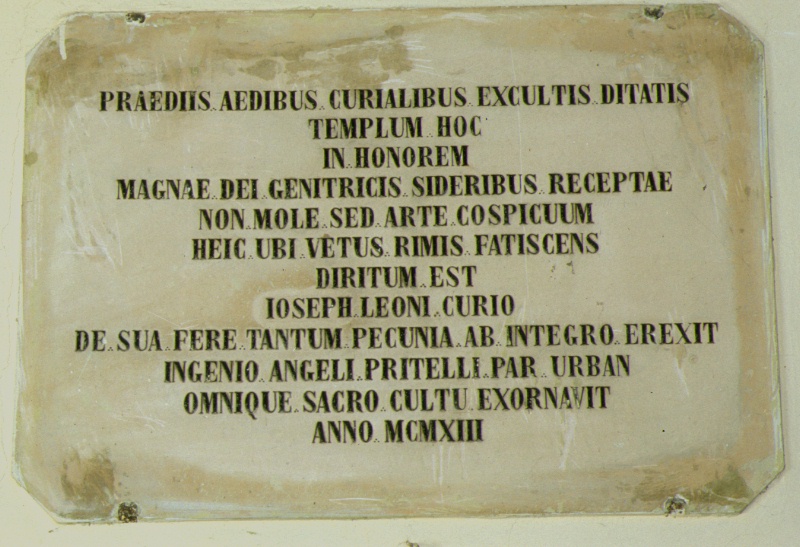 PRAEDIIS AEDIBUS CURIALIBUS EXCULTIS DITATIS
TEMPLUM HOC
IN HONOREM
MAGNAE DEI GENITRICIS SIDERIBUS RECEPTAE
NON MOLE SED ARTE COSPICUUM
HEIC UBI VETUS RIMIS FATISCENS
DIRITUM EST
IOSEPH LEONI CURIO
DE SUA FERE TANTUM PECUNIA AB INTEGRO EREXIT
INGENIO ANGELI PRITELLI PAR URBAN
OMNIQUE SACRO CULTU EXORNAVIT
ANNO MCMXIII